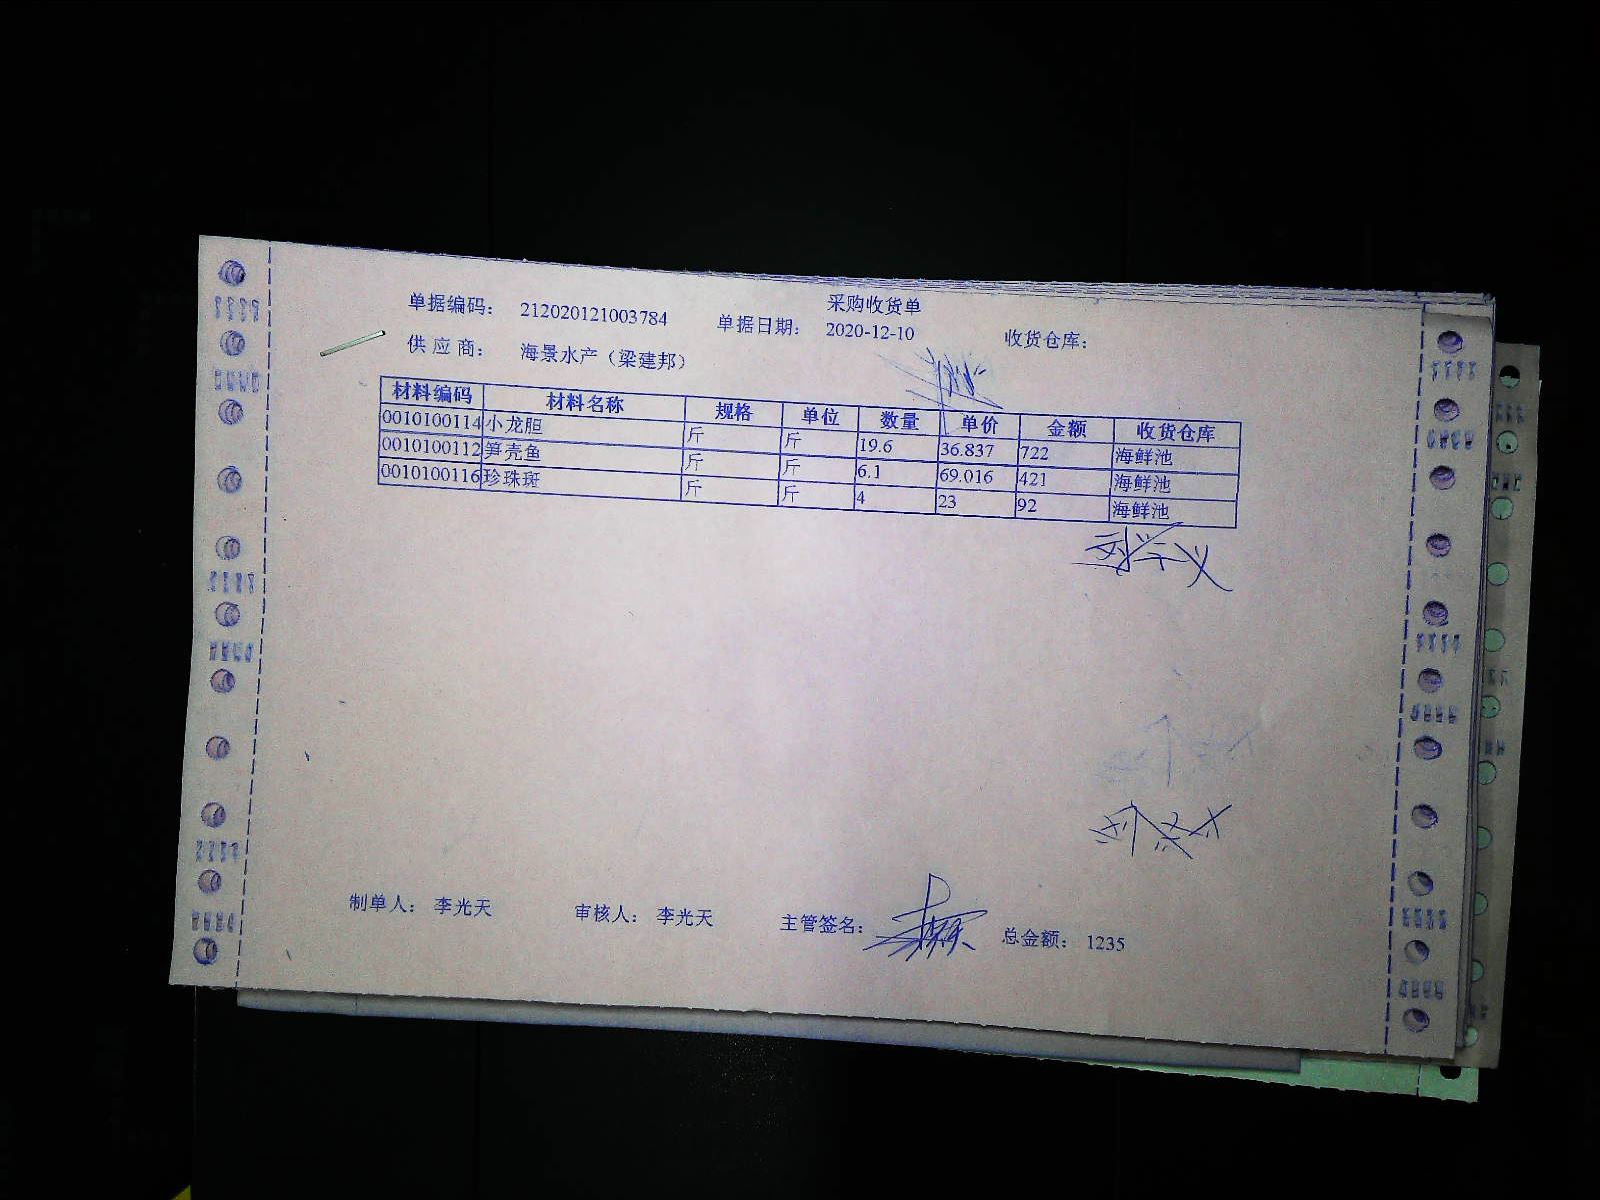 采购收货单
单据编码： 212020121003784 单据日期： 2020-12-10 收货仓库：
供 应 商： 海景水产（梁建邦）
材料编码 材料名称 规格 单位 数量 单价 金额 收货仓库
0010100114 小龙胆 斤 斤 19.6 36.837 722 海鲜池
0010100112 笋壳鱼 斤 斤 6.1 69.016 421 海鲜池
0010100116 珍珠斑 斤 斤 4 23 92 海鲜池
制单人： 李光天 审核人： 李光天 主管签名： 总金额： 1235